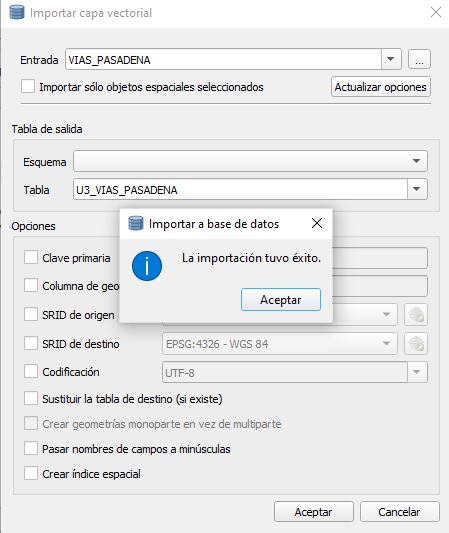 Importar capa vectorial
Entrada VIAS_PASADENA ...
Importar sólo objetos espaciales seleccionados Actualizar opciones
Tabla de salida
Esquema
Tabla U3_VIAS_PASADENA
Importar a base de datos
La importación tuvo éxito.
Aceptar
Opciones
Clave primaria
Columna de geo
SRID de origen
SRID de destino EPSG:4326 - WGS 84
Codificación UTF-8
Sustituir la tabla de destino (si existe)
Crear geometrías monoparte en vez de multiparte
Pasar nombres de campos a minúsculas
Crear índice espacial
Aceptar Cancelar